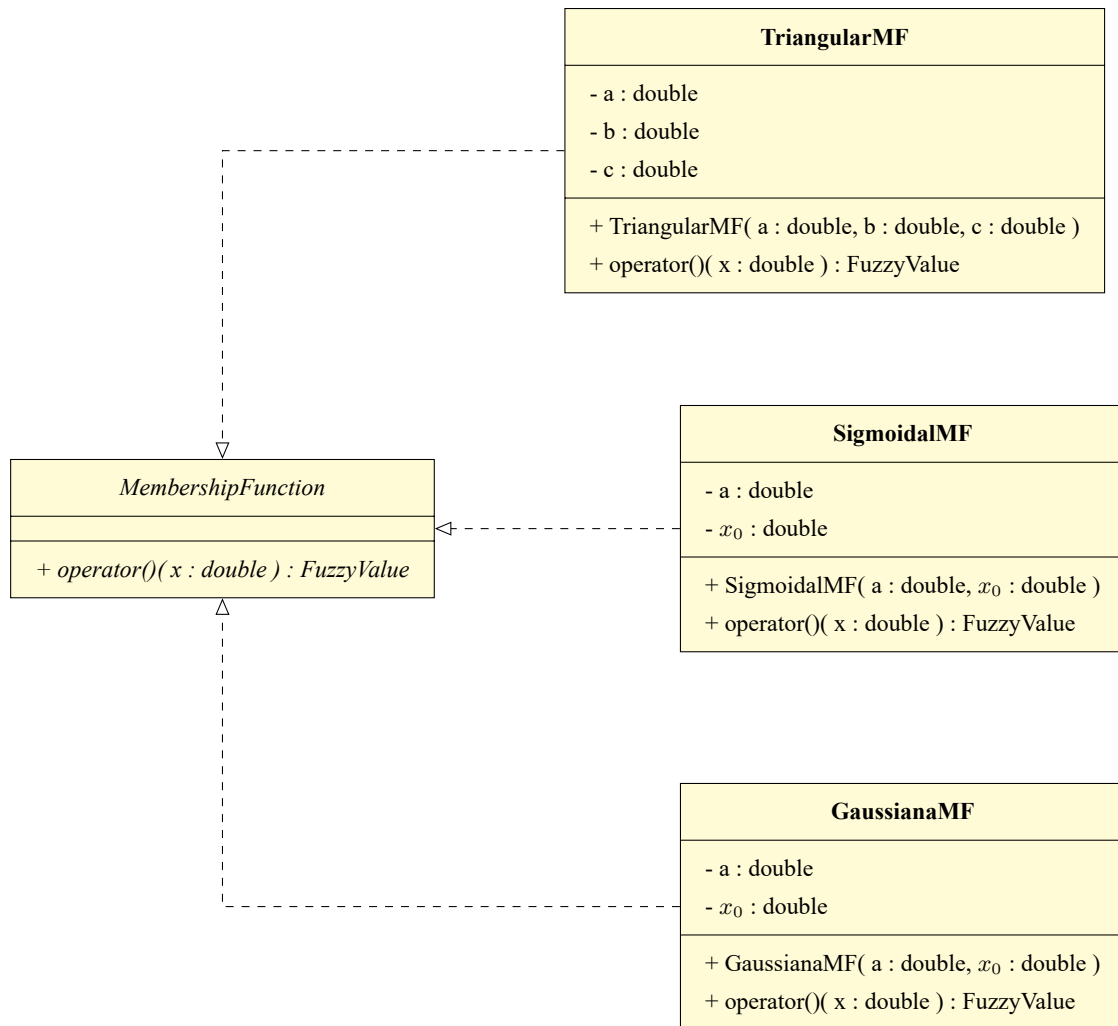 TriangularMF
- a : double
- b : double
- c : double
+ TriangularMF( a : double, b : double, c : double )
+ operator()( x : double ) : FuzzyValue
MembershipFunction
+ operator()( x : double ) : FuzzyValue
SigmoidalMF
- a : double
- x₀ : double
+ SigmoidalMF( a : double, x₀ : double )
+ operator()( x : double ) : FuzzyValue
GaussianaMF
- a : double
- x₀ : double
+ GaussianaMF( a : double, x₀ : double )
+ operator()( x : double ) : FuzzyValue